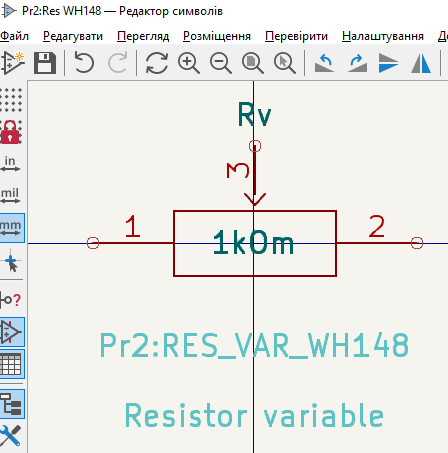 Pr2:Res WH148 — Редактор символів
Файл Редагувати Перегляд Розміщення Перевірити Налаштування
in
mil
mm
Rv
3
1
1kOm
2
Pr2:RES_VAR_WH148
Resistor variable